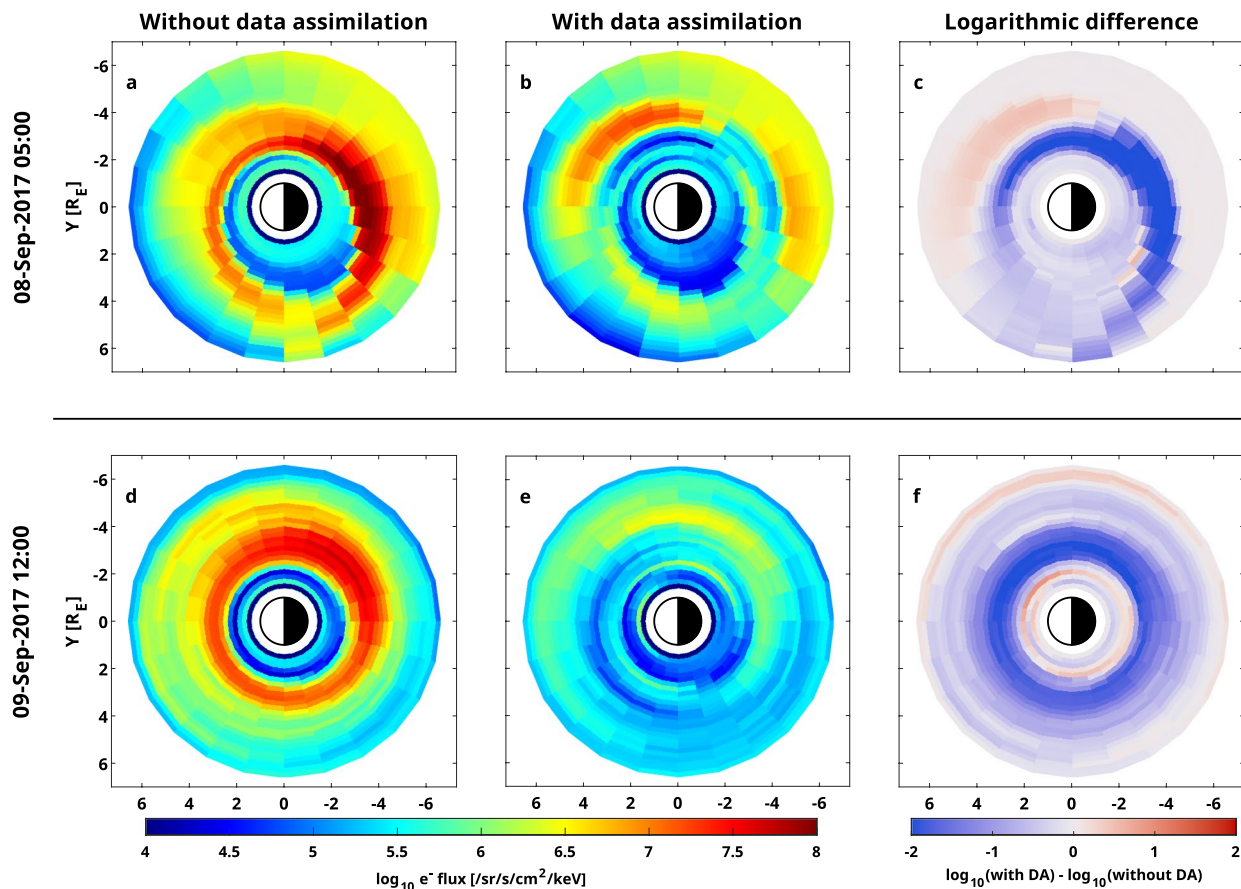 Without data assimilation With data assimilation Logarithmic difference
08-Sep-2017 05:00
Y [R_E]
a b c
-6
-4
-2
0
2
4
6
09-Sep-2017 12:00
Y [R_E]
d e f
-6
-4
-2
0
2
4
6
6 4 2 0 -2 -4 -6 6 4 2 0 -2 -4 -6 6 4 2 0 -2 -4 -6
4 4.5 5 5.5 6 6.5 7 7.5 8 -2 -1 0 1 2
log₁₀ e⁻ flux [/sr/s/cm²/keV] log₁₀(with DA) - log₁₀(without DA)